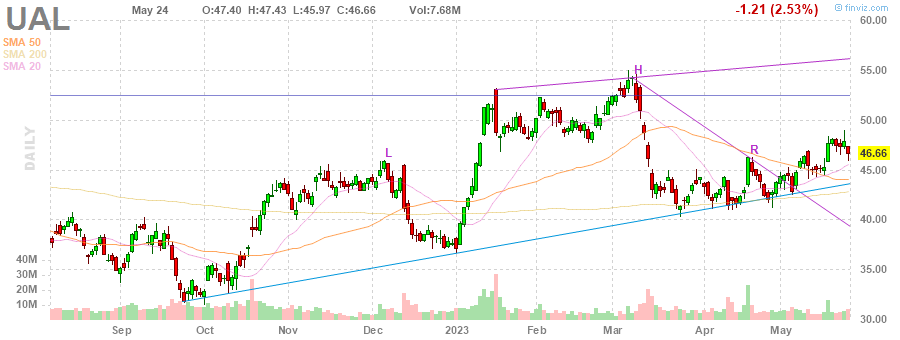 UAL
May 24 O:47.40 H:47.43 L:45.97 C:46.66 Vol:7.68M -1.21 (2.53%) © finviz.com
SMA 50
SMA 200
SMA 20
DAILY
60.00
55.00
50.00
46.66
45.00
40.00
35.00
30.00
40M
30M
20M
10M
L
H
R
Sep Oct Nov Dec 2023 Feb Mar Apr May